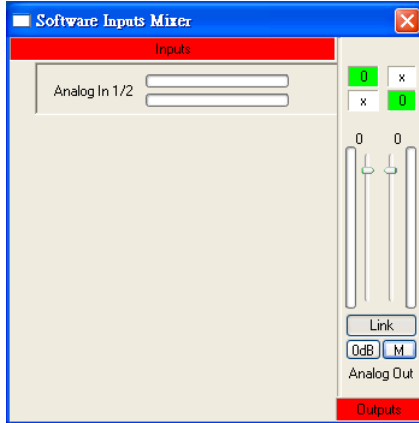 Software Inputs Mixer
Inputs
Analog In 1/2
0 x
x 0
0 0
Link
0dB M
Analog Out
Outputs